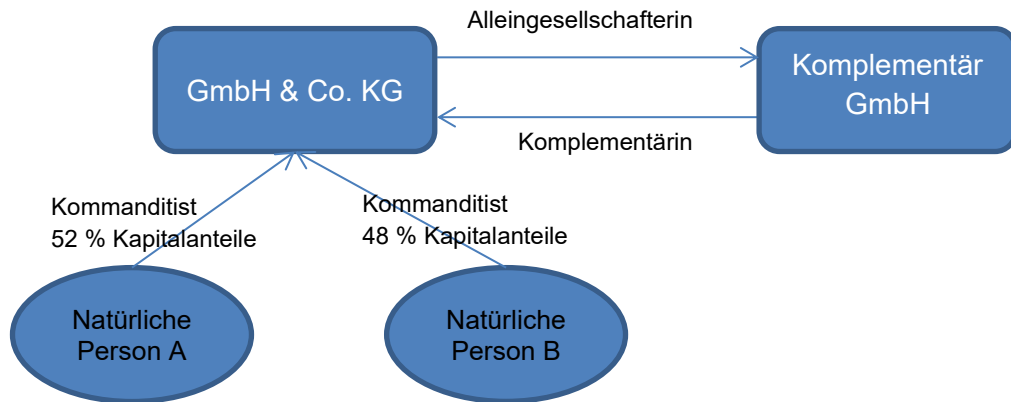 Alleingesellschafterin
GmbH & Co. KG
Komplementär
GmbH
Komplementärin
Kommanditist
52 % Kapitalanteile
Kommanditist
48 % Kapitalanteile
Natürliche
Person A
Natürliche
Person B